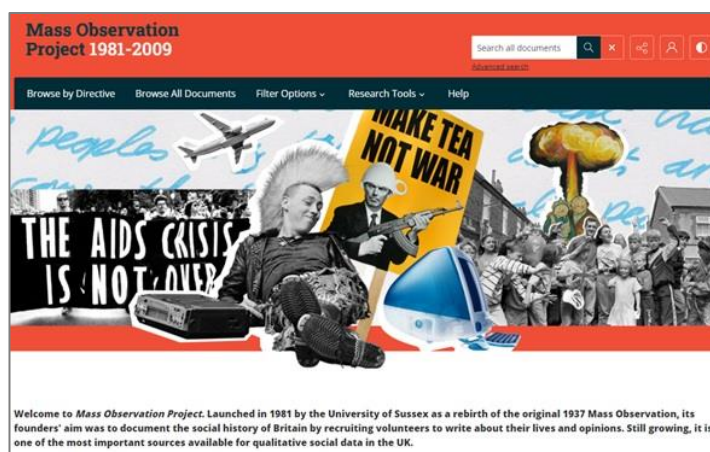 Mass Observation
Project 1981-2009
Search all documents
Advanced search
Browse by Directive Browse All Documents Filter Options Research Tools Help
peoples
MAKE TEA
NOT WAR
THE AIDS CRISIS
IS NOT OVER
Welcome to Mass Observation Project. Launched in 1981 by the University of Sussex as a rebirth of the original 1937 Mass Observation, its
founders' aim was to document the social history of Britain by recruiting volunteers to write about their lives and opinions. Still growing, it is
one of the most important sources available for qualitative social data in the UK.